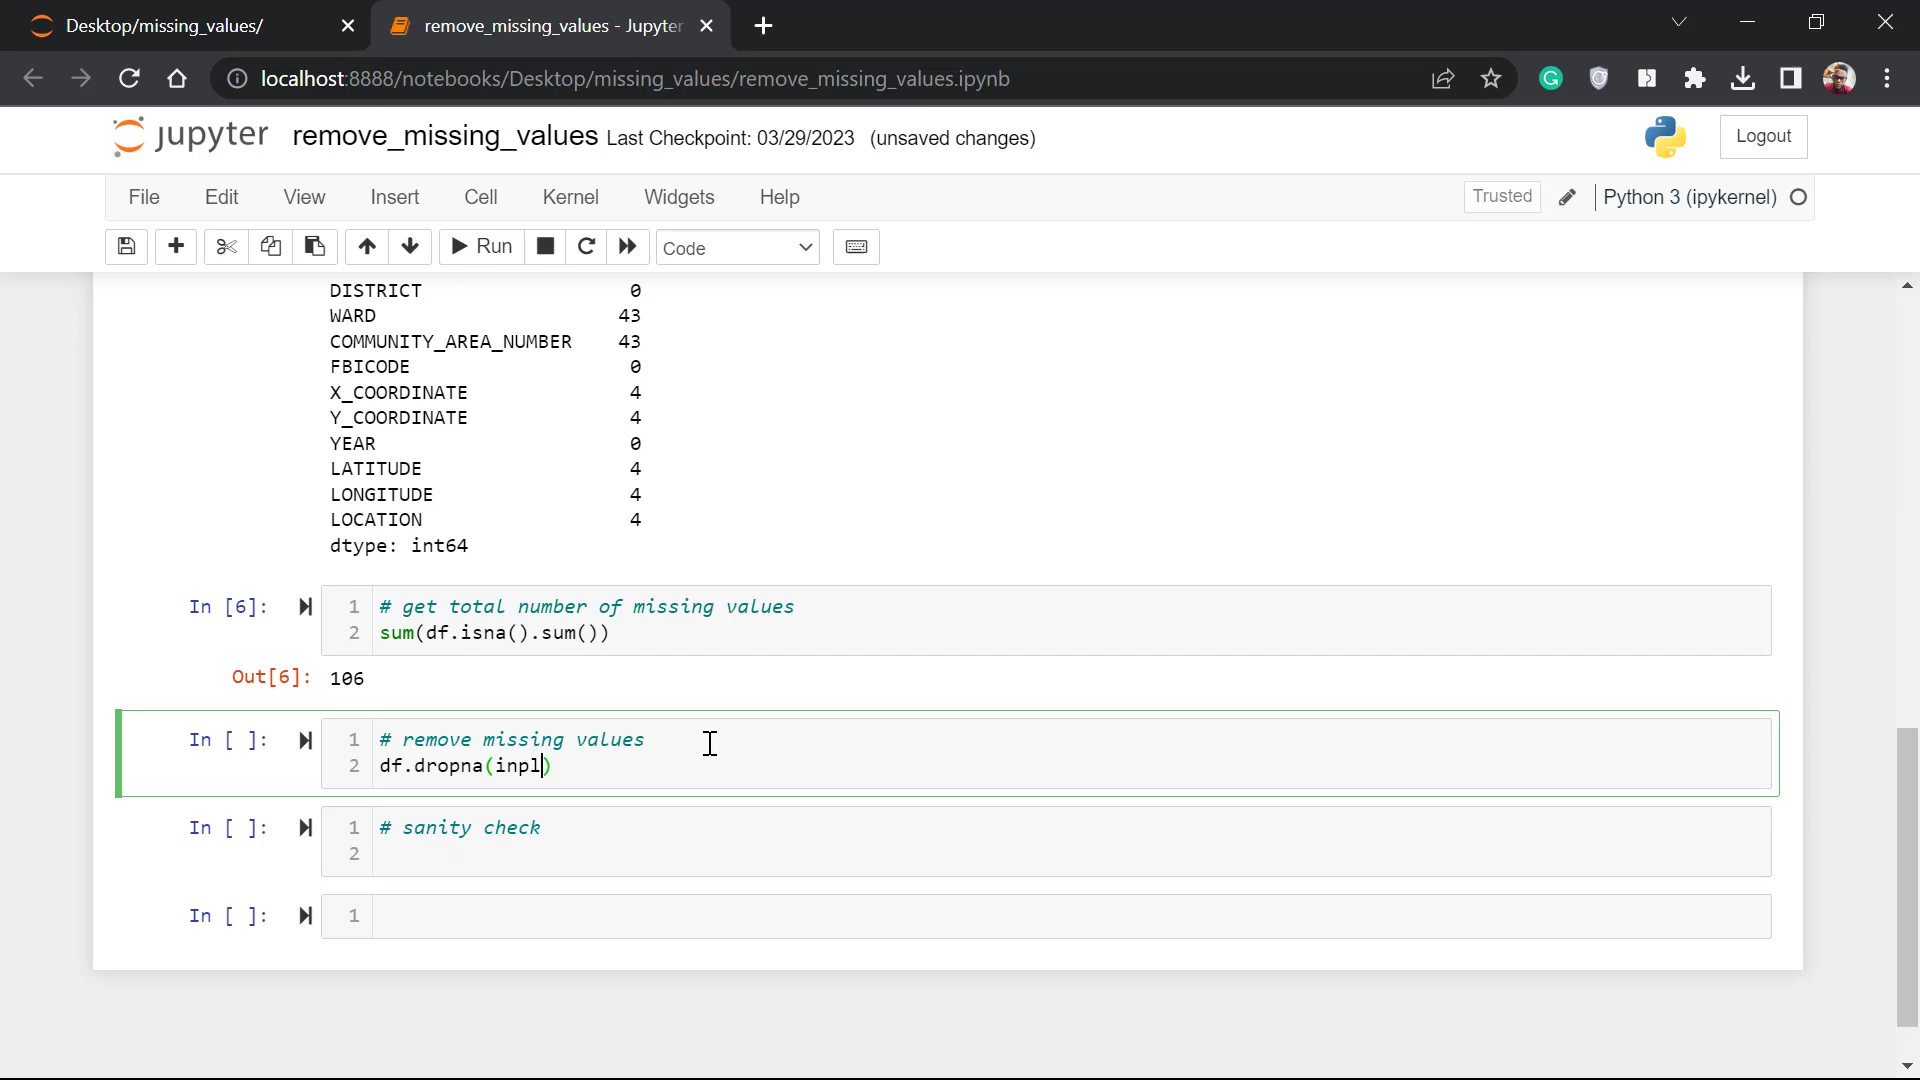 Desktop/missing_values/
remove_missing_values - Jupyter
localhost:8888/notebooks/Desktop/missing_values/remove_missing_values.ipynb
jupyter remove_missing_values Last Checkpoint: 03/29/2023 (unsaved changes)
Logout
File Edit View Insert Cell Kernel Widgets Help
Trusted
Python 3 (ipykernel)
Run
Code
DISTRICT 0
WARD 43
COMMUNITY_AREA_NUMBER 43
FBICODE 0
X_COORDINATE 4
Y_COORDINATE 4
YEAR 0
LATITUDE 4
LONGITUDE 4
LOCATION 4
dtype: int64
In [6]: 1 # get total number of missing values
2 sum(df.isna().sum())
Out[6]: 106
In [ ]: 1 # remove missing values
2 df.dropna(inpl)
In [ ]: 1 # sanity check
2
In [ ]: 1